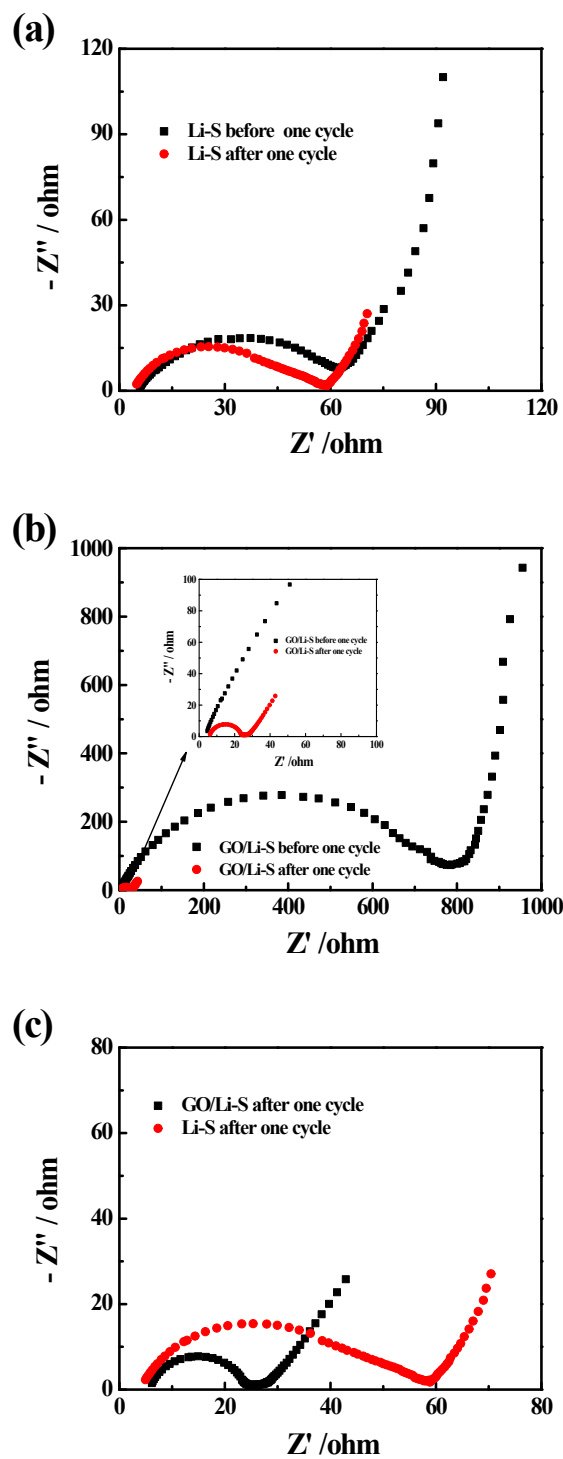 (a)
120
90
60
30
0
- Z'' / ohm
Li-S before one cycle
Li-S after one cycle
0 30 60 90 120
Z' /ohm
(b)
1000
800
600
400
200
0
- Z'' / ohm
100
80
60
40
20
0
- Z'' / ohm
GO/Li-S before one cycle
GO/Li-S after one cycle
0 20 40 60 80 100
Z' /ohm
GO/Li-S before one cycle
GO/Li-S after one cycle
0 200 400 600 800 1000
Z' /ohm
(c)
80
60
40
20
0
- Z'' / ohm
GO/Li-S after one cycle
Li-S after one cycle
0 20 40 60 80
Z' /ohm